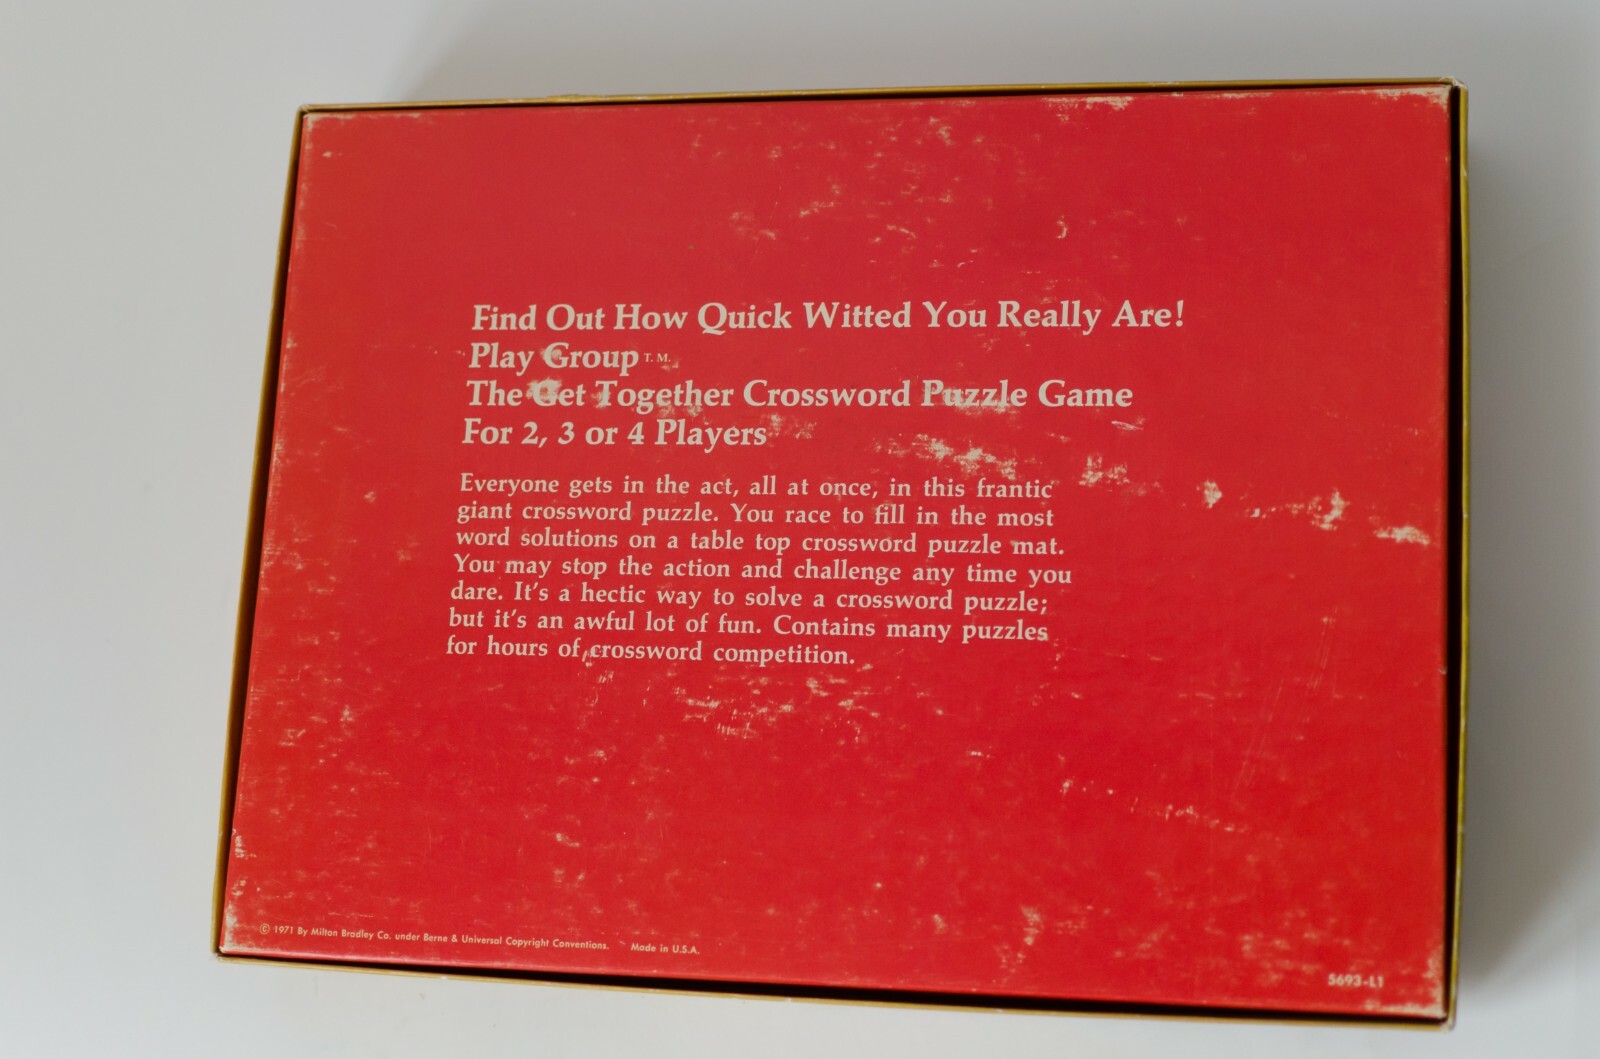 Find Out How Quick Witted You Really Are!
Play Group T.M.
The Get Together Crossword Puzzle Game
For 2, 3 or 4 Players
Everyone gets in the act, all at once, in this frantic
giant crossword puzzle. You race to fill in the most
word solutions on a table top crossword puzzle mat.
You may stop the action and challenge any time you
dare. It's a hectic way to solve a crossword puzzle;
but it's an awful lot of fun. Contains many puzzles
for hours of crossword competition.
© 1971 By Milton Bradley Co. under Berne & Universal Copyright Conventions. Made in U.S.A.
5693-L1